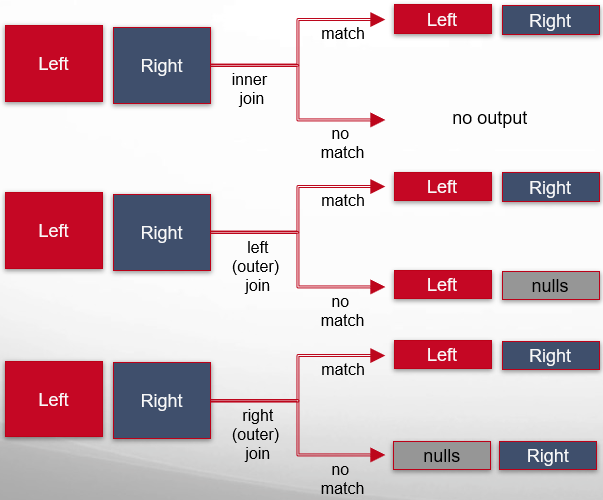 Left
Right
inner
join
match
Left
Right
no
match
no output
Left
Right
left
(outer)
join
match
Left
Right
no
match
Left
nulls
Left
Right
right
(outer)
join
match
Left
Right
no
match
nulls
Right